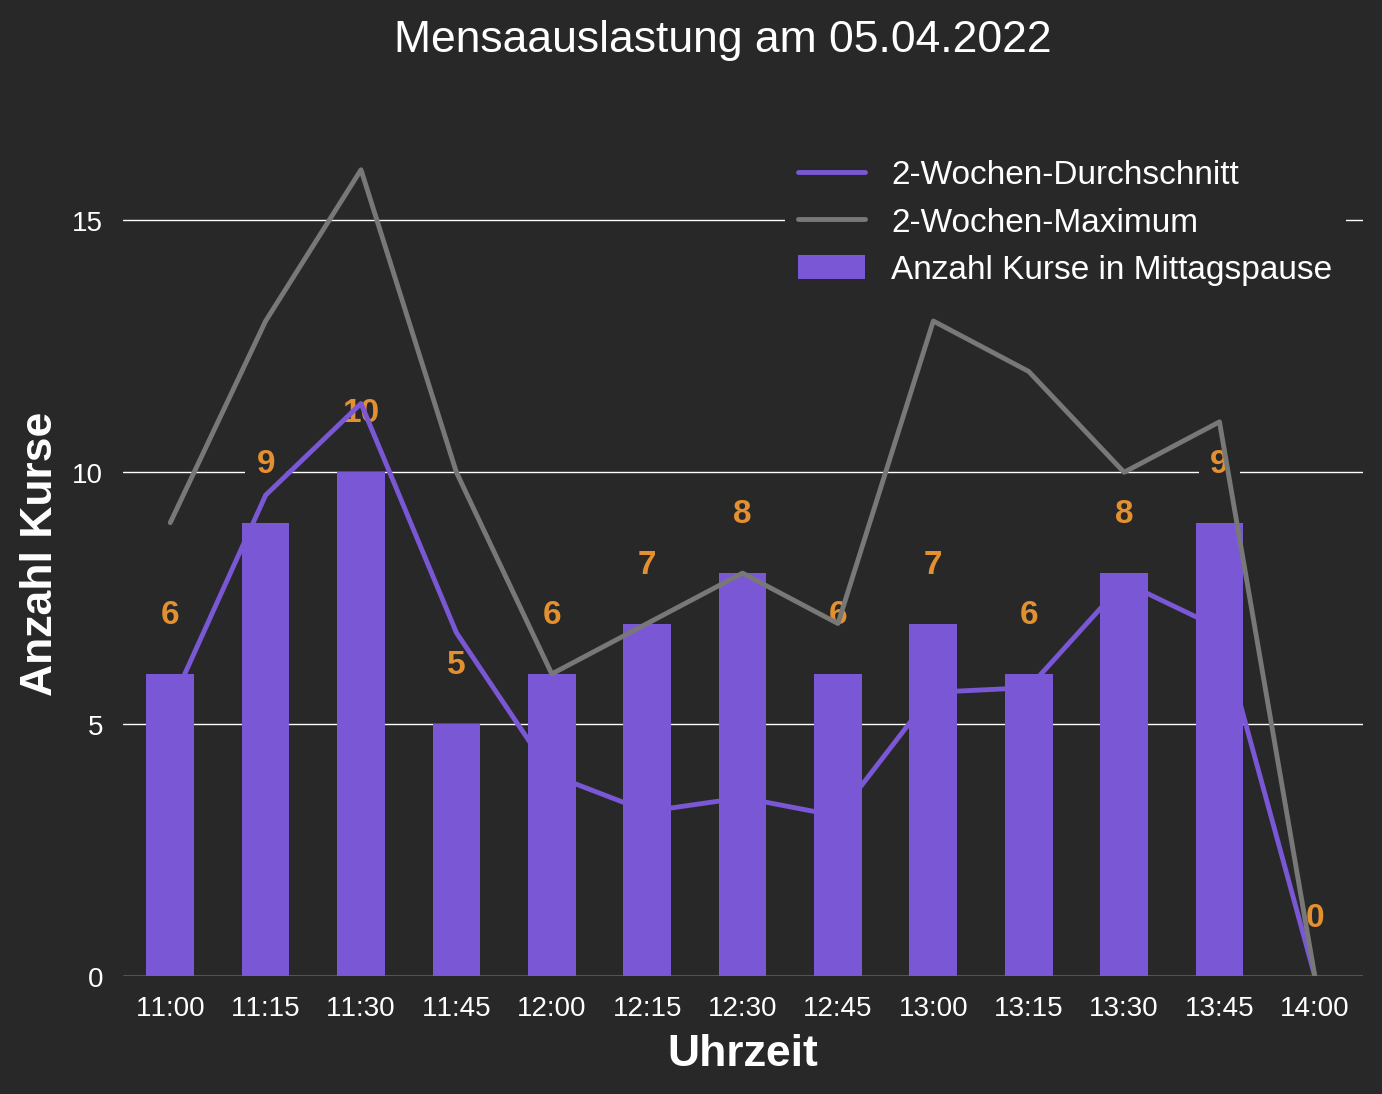 Mensaauslastung am 05.04.2022
2-Wochen-Durchschnitt
2-Wochen-Maximum
Anzahl Kurse in Mittagspause
Anzahl Kurse
15
10
5
0
6
9
10
5
6
7
8
6
7
6
8
9
0
11:00 11:15 11:30 11:45 12:00 12:15 12:30 12:45 13:00 13:15 13:30 13:45 14:00
Uhrzeit